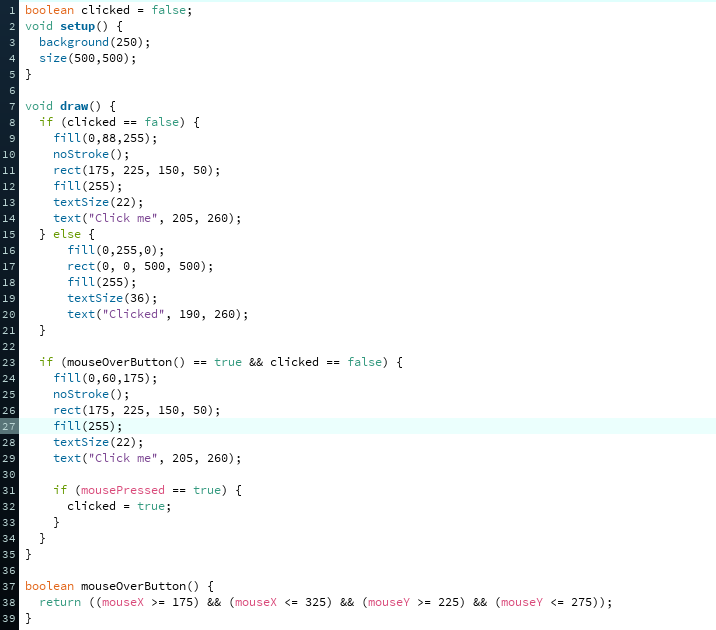 1 boolean clicked = false;
2 void setup() {
3   background(250);
4   size(500,500);
5 }
6
7 void draw() {
8   if (clicked == false) {
9     fill(0,88,255);
10     noStroke();
11     rect(175, 225, 150, 50);
12     fill(255);
13     textSize(22);
14     text("Click me", 205, 260);
15   } else {
16       fill(0,255,0);
17       rect(0, 0, 500, 500);
18       fill(255);
19       textSize(36);
20       text("Clicked", 190, 260);
21   }
22
23   if (mouseOverButton() == true && clicked == false) {
24     fill(0,60,175);
25     noStroke();
26     rect(175, 225, 150, 50);
27     fill(255);
28     textSize(22);
29     text("Click me", 205, 260);
30
31     if (mousePressed == true) {
32       clicked = true;
33     }
34   }
35 }
36
37 boolean mouseOverButton() {
38   return ((mouseX >= 175) && (mouseX <= 325) && (mouseY >= 225) && (mouseY <= 275));
39 }